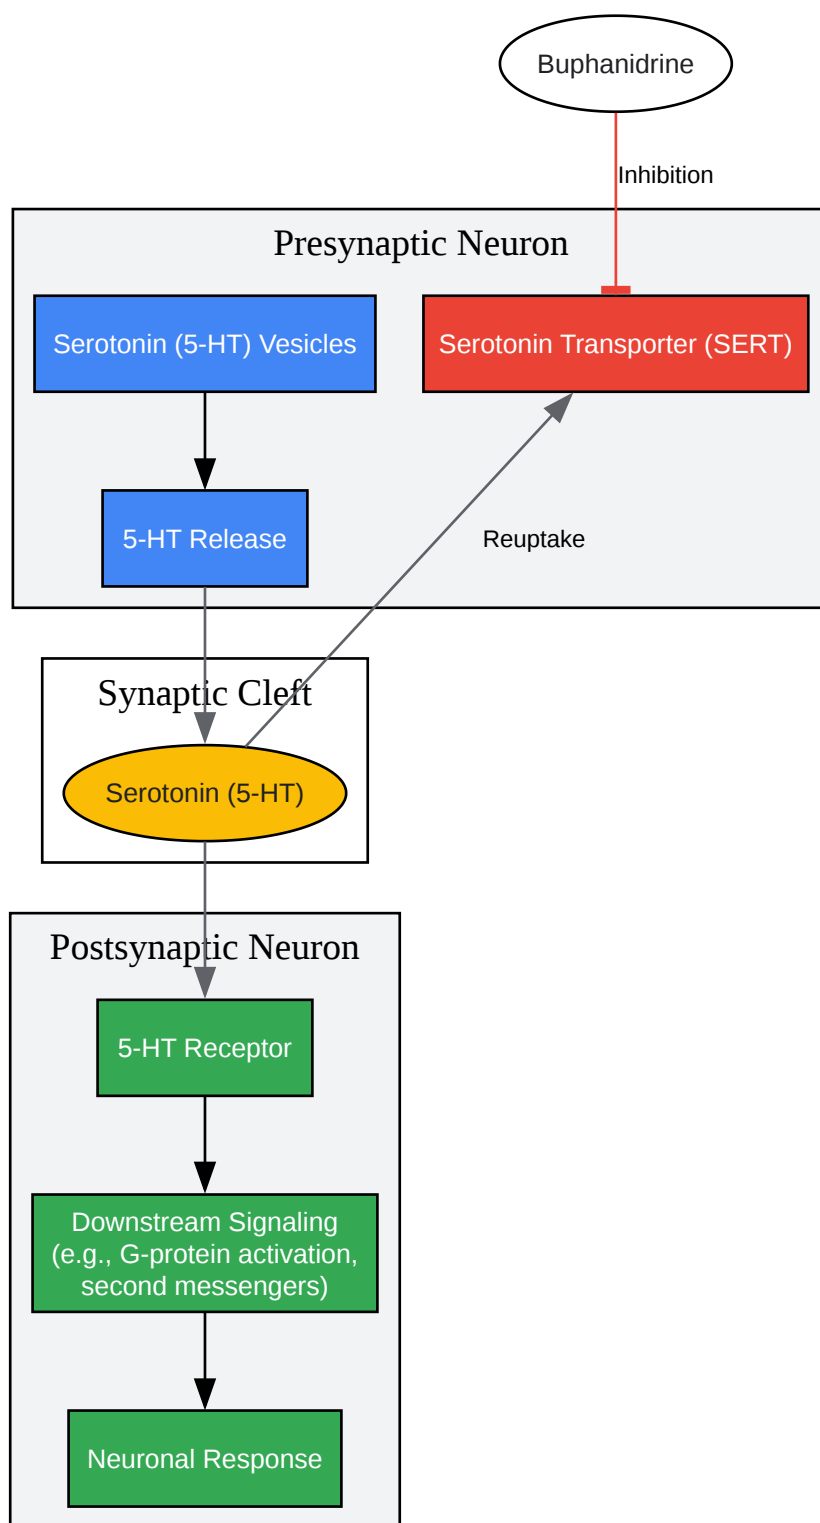 Buphanidrine
Inhibition
Presynaptic Neuron
Serotonin (5-HT) Vesicles
Serotonin Transporter (SERT)
5-HT Release
Reuptake
Synaptic Cleft
Serotonin (5-HT)
Postsynaptic Neuron
5-HT Receptor
Downstream Signaling
(e.g., G-protein activation,
second messengers)
Neuronal Response